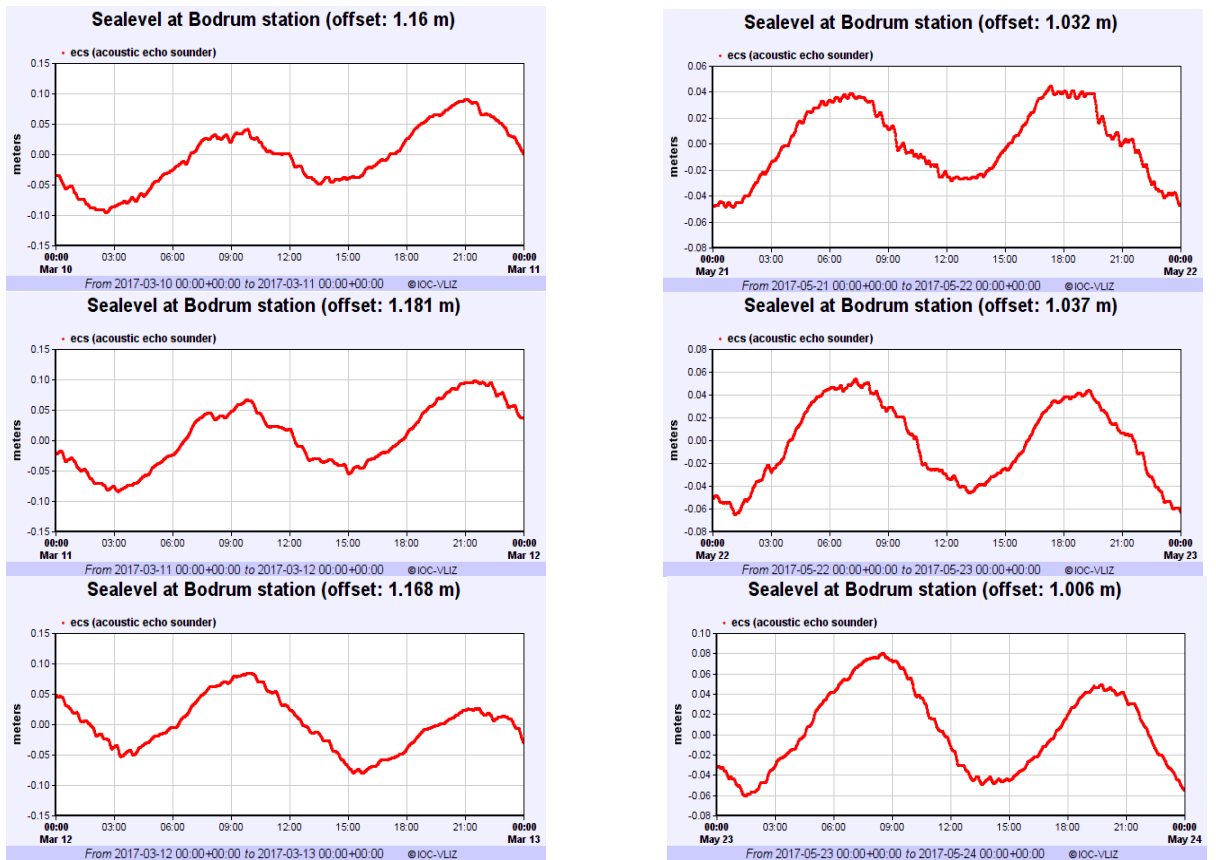 Sealevel at Bodrum station (offset: 1.16 m)
ecs (acoustic echo sounder)
meters
0.15
0.10
0.05
0.00
-0.05
-0.10
-0.15
00:00 03:00 06:00 09:00 12:00 15:00 18:00 21:00 00:00
Mar 10 Mar 11
From 2017-03-10 00:00+00:00 to 2017-03-11 00:00+00:00 ©IOC-VLIZ
Sealevel at Bodrum station (offset: 1.032 m)
ecs (acoustic echo sounder)
meters
0.06
0.04
0.02
0.00
-0.02
-0.04
-0.06
-0.08
00:00 03:00 06:00 09:00 12:00 15:00 18:00 21:00 00:00
May 21 May 22
From 2017-05-21 00:00+00:00 to 2017-05-22 00:00+00:00 ©IOC-VLIZ
Sealevel at Bodrum station (offset: 1.181 m)
ecs (acoustic echo sounder)
meters
0.15
0.10
0.05
0.00
-0.05
-0.10
-0.15
00:00 03:00 06:00 09:00 12:00 15:00 18:00 21:00 00:00
Mar 11 Mar 12
From 2017-03-11 00:00+00:00 to 2017-03-12 00:00+00:00 ©IOC-VLIZ
Sealevel at Bodrum station (offset: 1.037 m)
ecs (acoustic echo sounder)
meters
0.08
0.06
0.04
0.02
0.00
-0.02
-0.04
-0.06
-0.08
00:00 03:00 06:00 09:00 12:00 15:00 18:00 21:00 00:00
May 22 May 23
From 2017-05-22 00:00+00:00 to 2017-05-23 00:00+00:00 ©IOC-VLIZ
Sealevel at Bodrum station (offset: 1.168 m)
ecs (acoustic echo sounder)
meters
0.15
0.10
0.05
0.00
-0.05
-0.10
-0.15
00:00 03:00 06:00 09:00 12:00 15:00 18:00 21:00 00:00
Mar 12 Mar 13
From 2017-03-12 00:00+00:00 to 2017-03-13 00:00+00:00 ©IOC-VLIZ
Sealevel at Bodrum station (offset: 1.006 m)
ecs (acoustic echo sounder)
meters
0.10
0.08
0.06
0.04
0.02
0.00
-0.02
-0.04
-0.06
-0.08
00:00 03:00 06:00 09:00 12:00 15:00 18:00 21:00 00:00
May 23 May 24
From 2017-05-23 00:00+00:00 to 2017-05-24 00:00+00:00 ©IOC-VLIZ